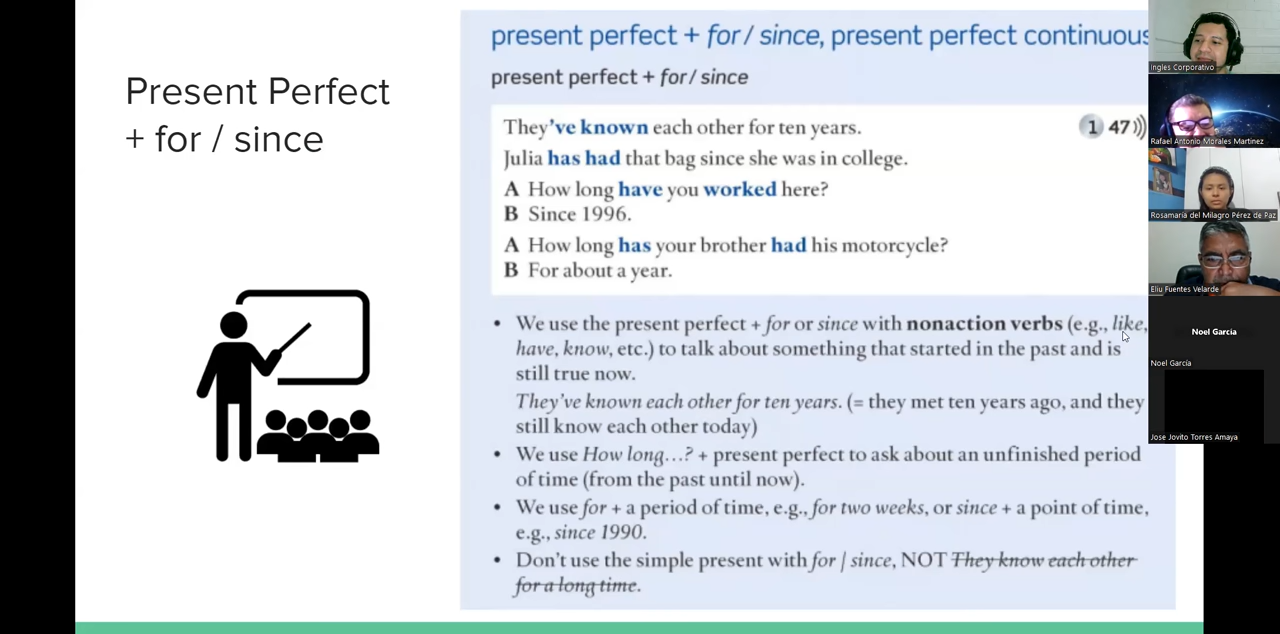 Present Perfect
+ for / since
present perfect + for / since, present perfect continuous
present perfect + for / since
They've known each other for ten years.
1 47
Julia has had that bag since she was in college.
A How long have you worked here?
B Since 1996.
A How long has your brother had his motorcycle?
B For about a year.
• We use the present perfect + for or since with nonaction verbs (e.g., like,
have, know, etc.) to talk about something that started in the past and is
still true now.
They've known each other for ten years. (= they met ten years ago, and they
still know each other today)
• We use How long…? + present perfect to ask about an unfinished period
of time (from the past until now).
• We use for + a period of time, e.g., for two weeks, or since + a point of time,
e.g., since 1990.
• Don't use the simple present with for / since, NOT They know each other
for a long time.
Ingles Corporativo
Rafael Antonio Morales Martinez
Rosamaria del Milagro Pérez de Paz
Eliu Fuentes Velarde
Noel García
Noel García
Jose Jovito Torres Amaya